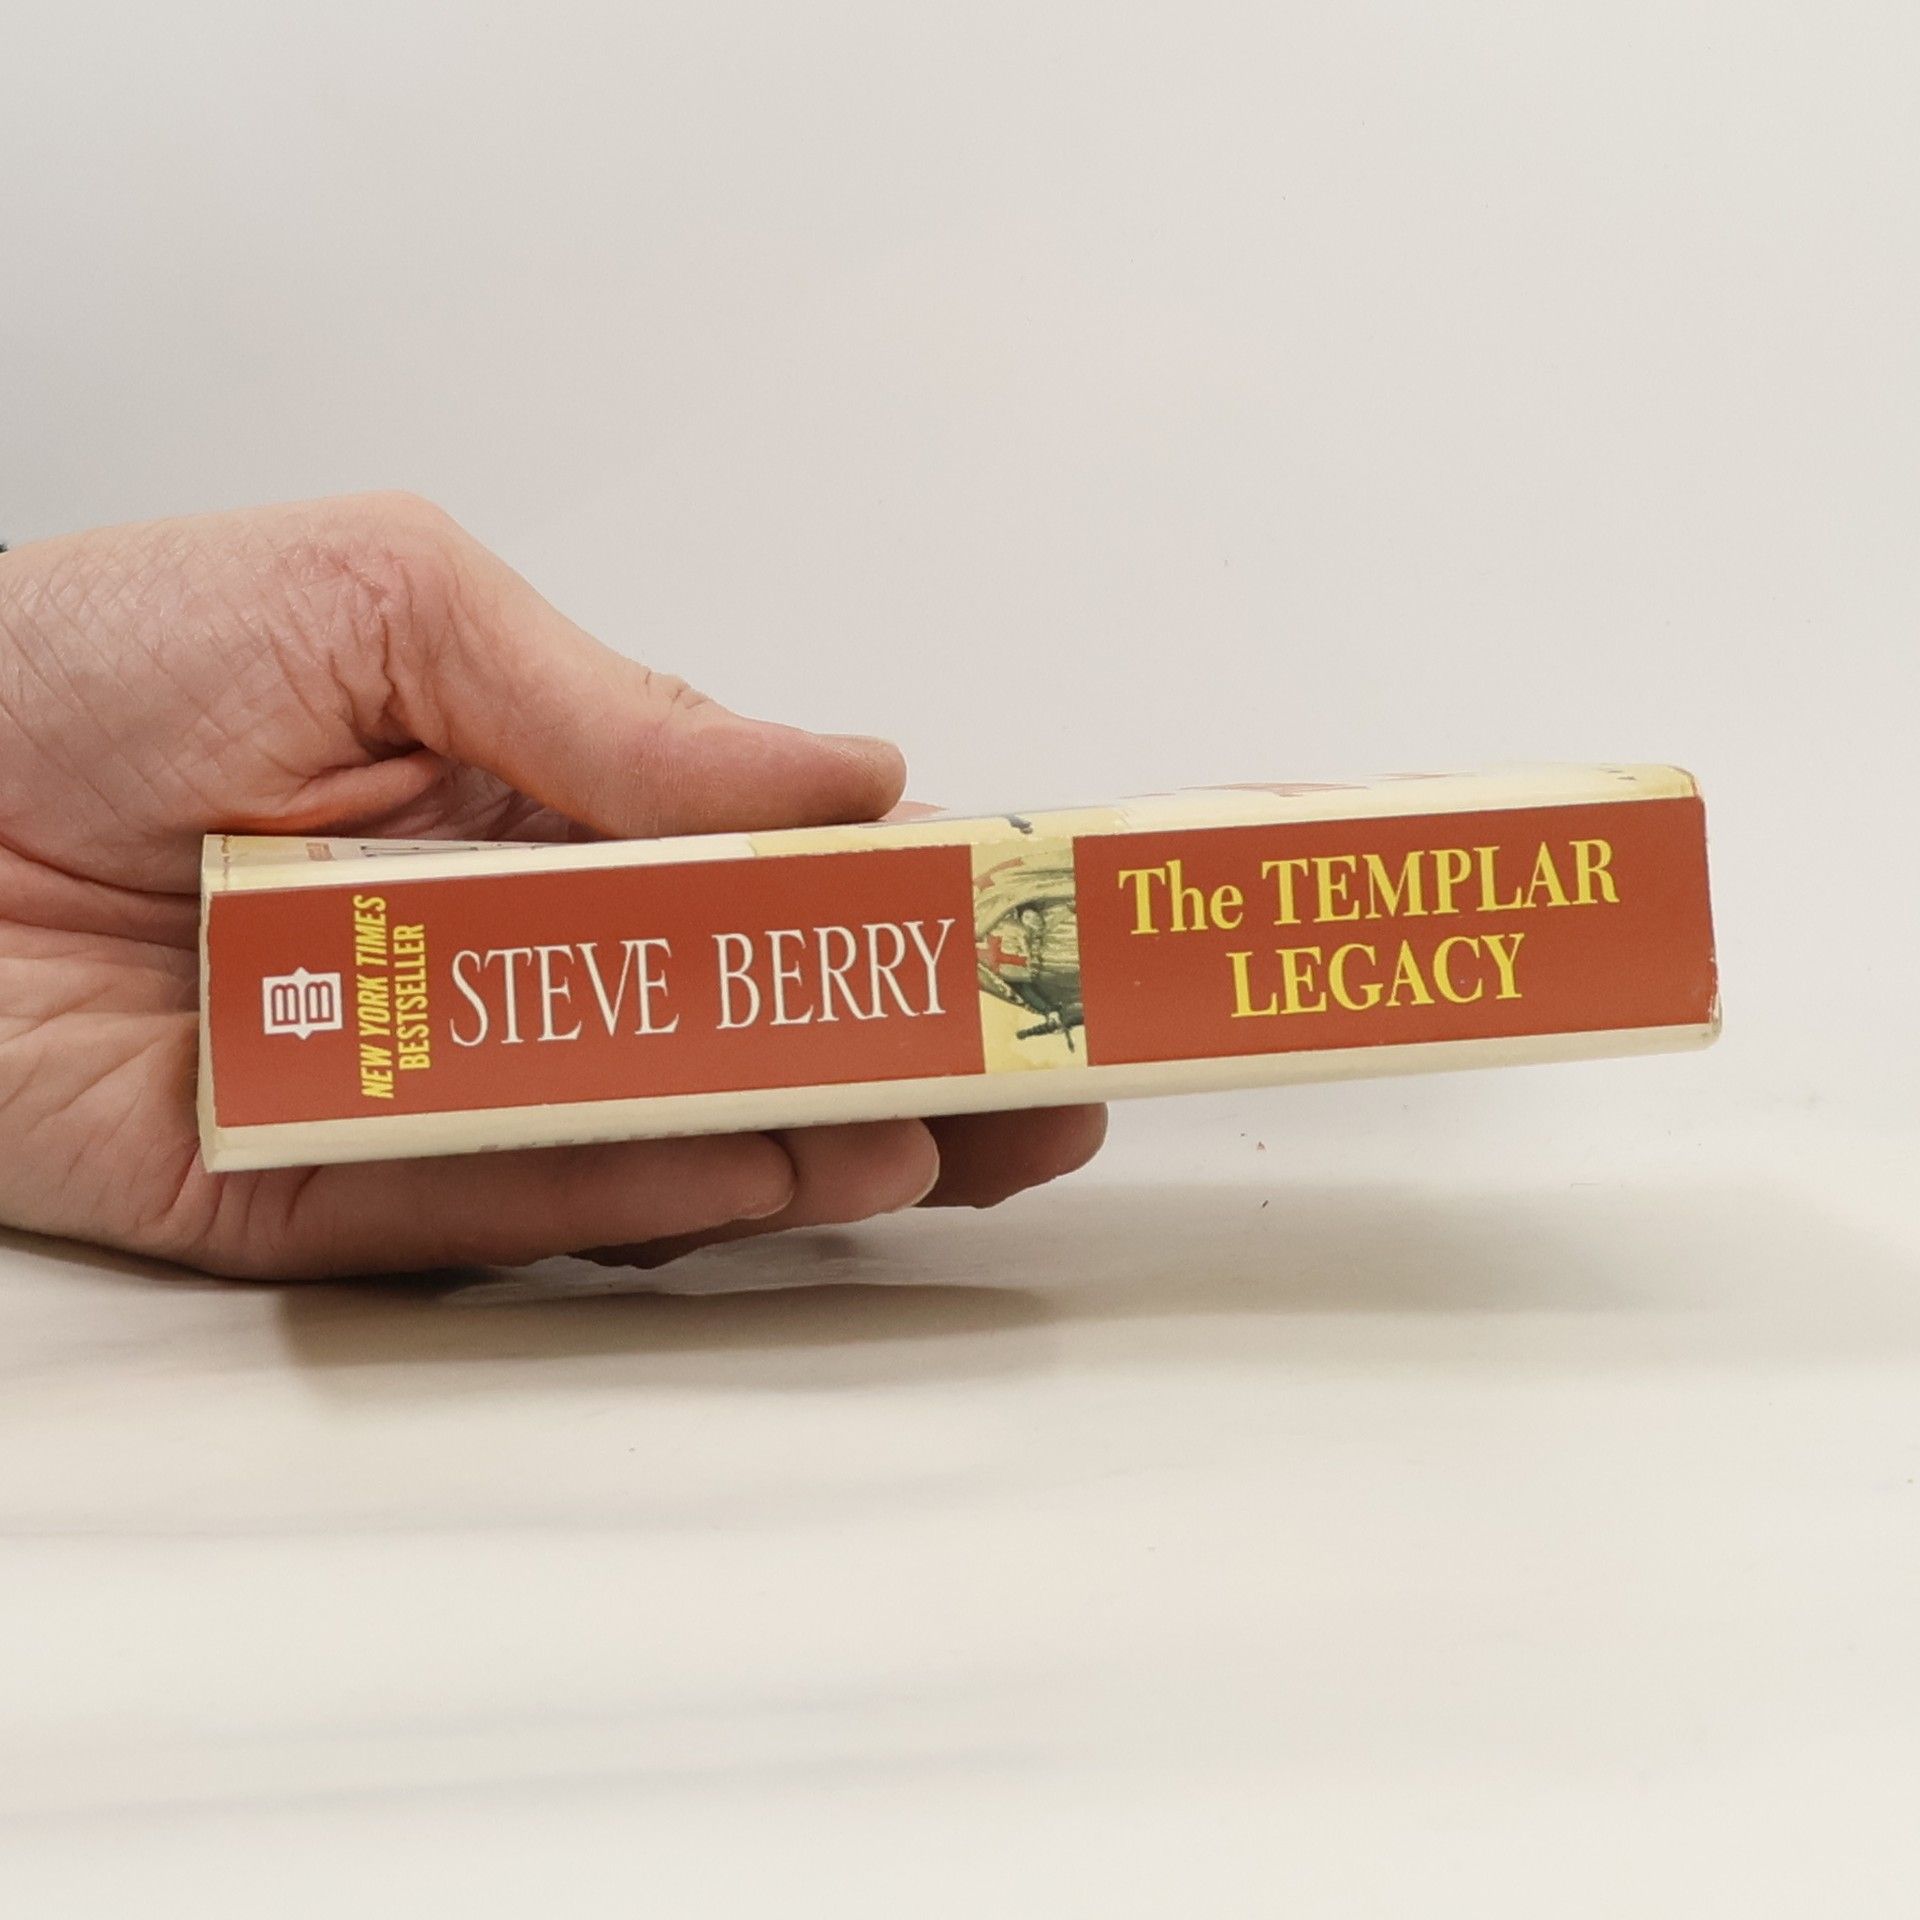 NEW YORK TIMES
BESTSELLER
STEVE BERRY
The TEMPLAR
LEGACY